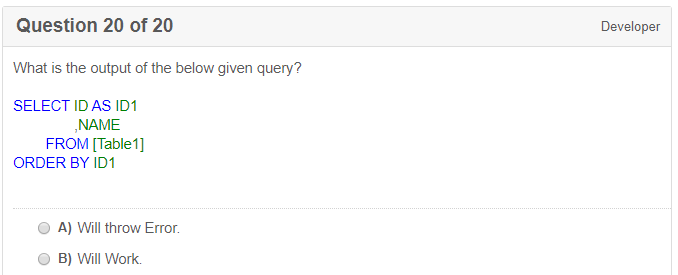 Question 20 of 20 Developer
What is the output of the below given query?
SELECT ID AS ID1
,NAME
FROM [Table1]
ORDER BY ID1
A) Will throw Error.
B) Will Work.